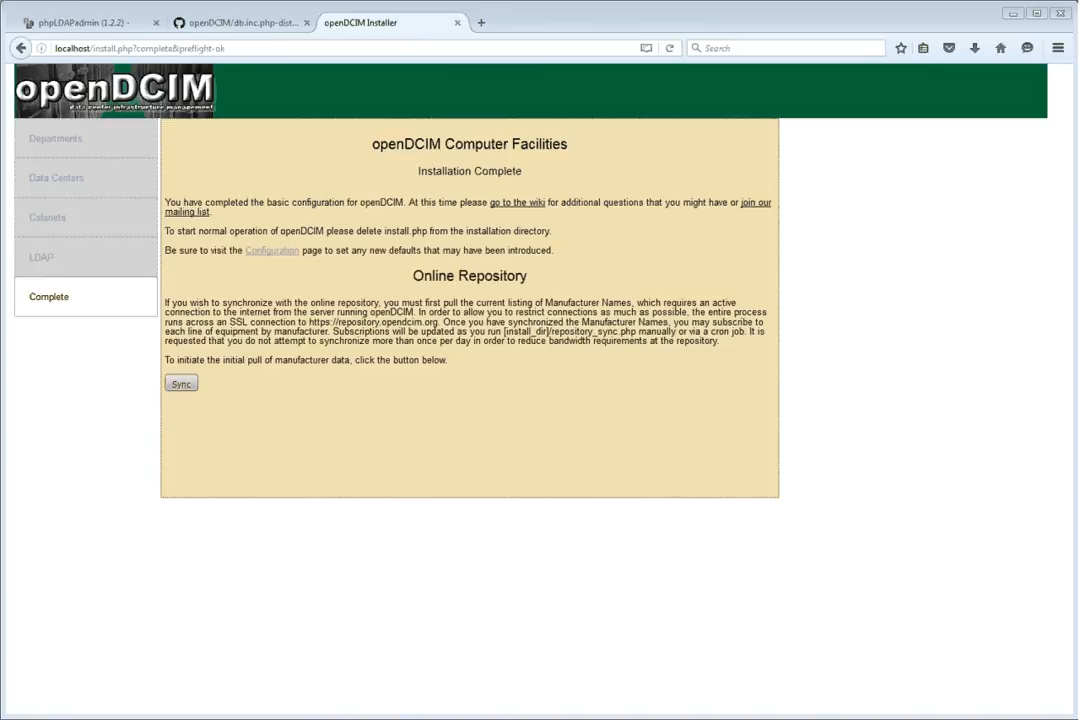 phpLDAPadmin (1.2.2) -
openDCIM/db.inc.php-dist...
openDCIM Installer
localhost/install.php?complete&preflight-ok
Search
openDCIM
data center infrastructure management
Departments
Data Centers
Cabinets
LDAP
Complete
openDCIM Computer Facilities
Installation Complete
You have completed the basic configuration for openDCIM. At this time please go to the wiki for additional questions that you might have or join our
mailing list.
To start normal operation of openDCIM please delete install.php from the installation directory.
Be sure to visit the Configuration page to set any new defaults that may have been introduced.
Online Repository
If you wish to synchronize with the online repository, you must first pull the current listing of Manufacturer Names, which requires an active
connection to the internet from the server running openDCIM. In order to allow you to restrict connections as much as possible, the entire process
runs across an SSL connection to https://repository.opendcim.org. Once you have synchronized the Manufacturer Names, you may subscribe to
each line of equipment by manufacturer. Subscriptions will be updated as you run [install_dir]/repository_sync.php manually or via a cron job. It is
requested that you do not attempt to synchronize more than once per day in order to reduce bandwidth requirements at the repository.
To initiate the initial pull of manufacturer data, click the button below.
Sync